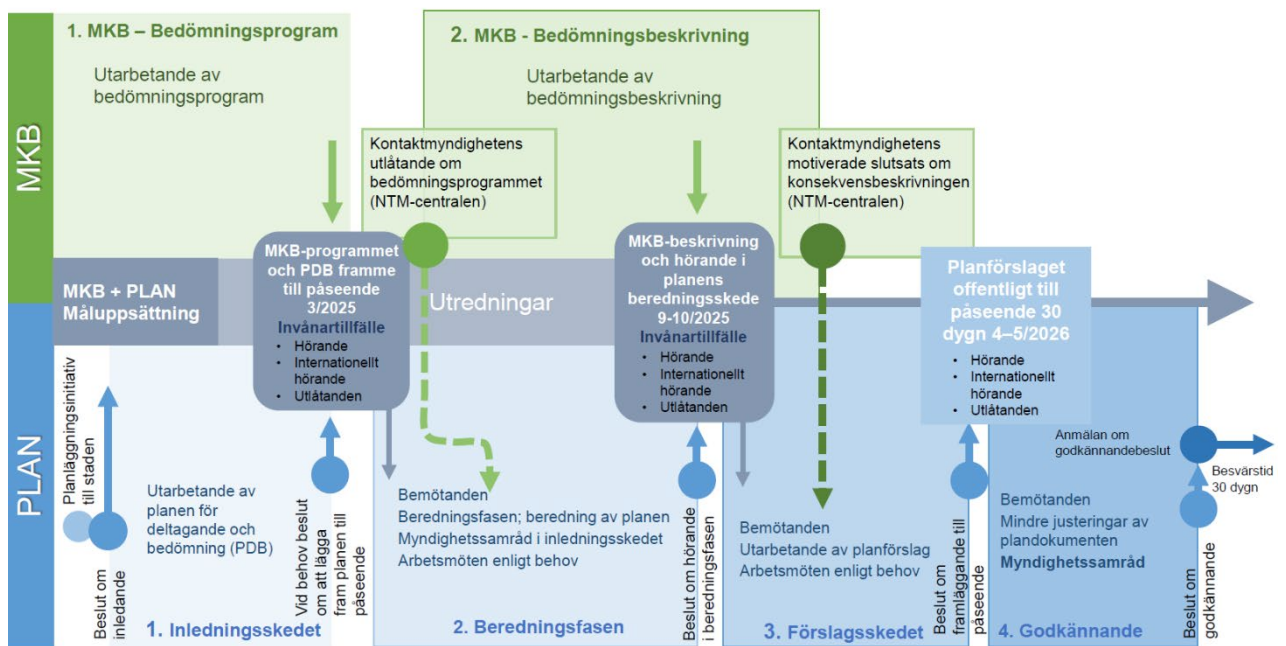 MKB
1. MKB – Bedömningsprogram
Utarbetande av
bedömningsprogram
2. MKB - Bedömningsbeskrivning
Utarbetande av
bedömningsbeskrivning
Kontaktmyndighetens
utlåtande om
bedömningsprogrammet
(NTM-centralen)
Kontaktmyndighetens
motiverade slutsats om
konsekvensbeskrivningen
(NTM-centralen)
MKB + PLAN
Måluppsättning
MKB-programmet
och PDB framme
till påseende
3/2025
Invånartillfälle
• Hörande
• Internationellt
hörande
• Utlåtanden
Utredningar
MKB-beskrivning
och hörande i
planens
beredningsskede
9-10/2025
Invånartillfälle
• Hörande
• Internationellt
hörande
• Utlåtanden
Planförslaget
offentligt till
påseende 30
dygn 4–5/2026
• Hörande
• Internationellt
hörande
• Utlåtanden
PLAN
Planläggningsinitiativ
till staden
Beslut om
inledande
Utarbetande av
planen för
deltagande och
bedömning (PDB)
1. Inledningsskedet
Vid behov beslut
om att lägga
fram planen till
påseende
Bemötanden
Beredningsfasen; beredning av planen
Myndighetssamråd i inledningsskedet
Arbetsmöten enligt behov
2. Beredningsfasen
Beslut om hörande
i beredningsfasen
Bemötanden
Utarbetande av planförslag
Arbetsmöten enligt behov
3. Förslagsskedet
Beslut om
framläggande till
påseende
Anmälan om
godkännandebeslut
Besvärstid
30 dygn
Bemötanden
Mindre justeringar av
plandokumenten
Myndighetssamråd
4. Godkännande
Beslut om
godkännande